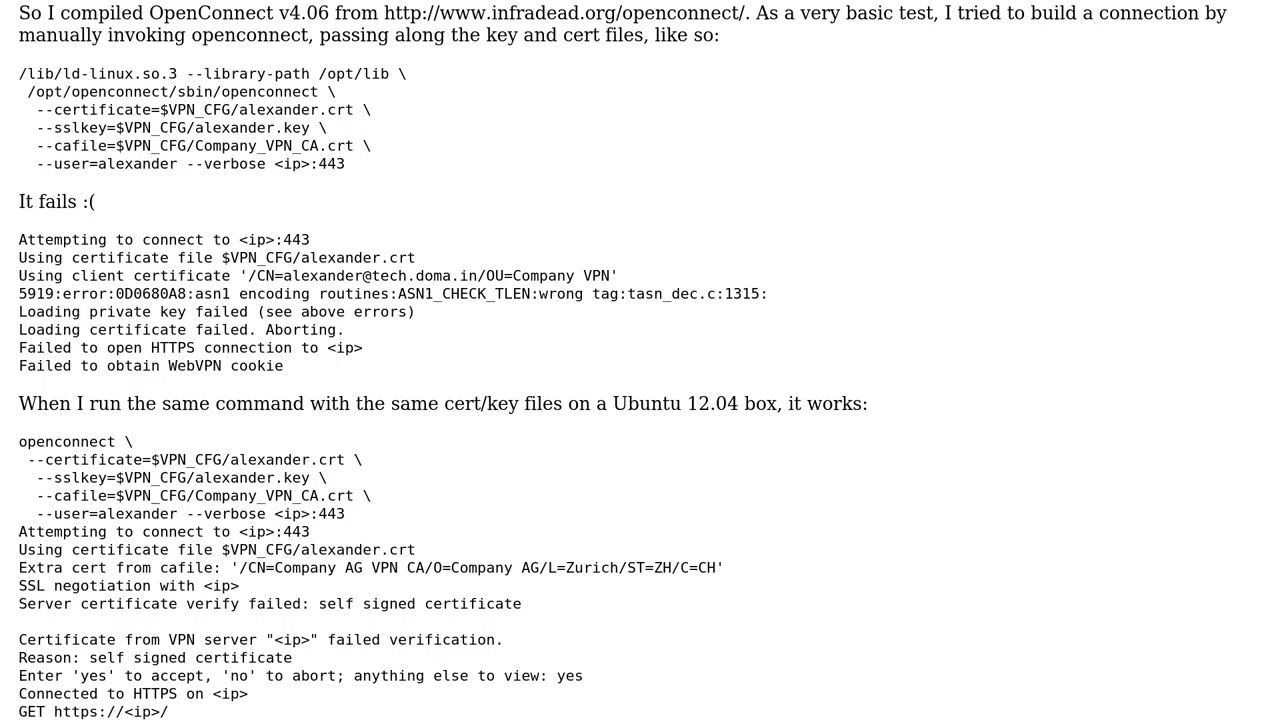 So I compiled OpenConnect v4.06 from http://www.infradead.org/openconnect/. As a very basic test, I tried to build a connection by
manually invoking openconnect, passing along the key and cert files, like so:
/lib/ld-linux.so.3 --library-path /opt/lib \
/opt/openconnect/sbin/openconnect \
--certificate=$VPN_CFG/alexander.crt \
--sslkey=$VPN_CFG/alexander.key \
--cafile=$VPN_CFG/Company_VPN_CA.crt \
--user=alexander --verbose <ip>:443
It fails :(
Attempting to connect to <ip>:443
Using certificate file $VPN_CFG/alexander.crt
Using client certificate '/CN=alexander@tech.doma.in/OU=Company VPN'
5919:error:0D0680A8:asn1 encoding routines:ASN1_CHECK_TLEN:wrong tag:tasn_dec.c:1315:
Loading private key failed (see above errors)
Loading certificate failed. Aborting.
Failed to open HTTPS connection to <ip>
Failed to obtain WebVPN cookie
When I run the same command with the same cert/key files on a Ubuntu 12.04 box, it works:
openconnect \
--certificate=$VPN_CFG/alexander.crt \
--sslkey=$VPN_CFG/alexander.key \
--cafile=$VPN_CFG/Company_VPN_CA.crt \
--user=alexander --verbose <ip>:443
Attempting to connect to <ip>:443
Using certificate file $VPN_CFG/alexander.crt
Extra cert from cafile: '/CN=Company AG VPN CA/O=Company AG/L=Zurich/ST=ZH/C=CH'
SSL negotiation with <ip>
Server certificate verify failed: self signed certificate
Certificate from VPN server "<ip>" failed verification.
Reason: self signed certificate
Enter 'yes' to accept, 'no' to abort; anything else to view: yes
Connected to HTTPS on <ip>
GET https://<ip>/